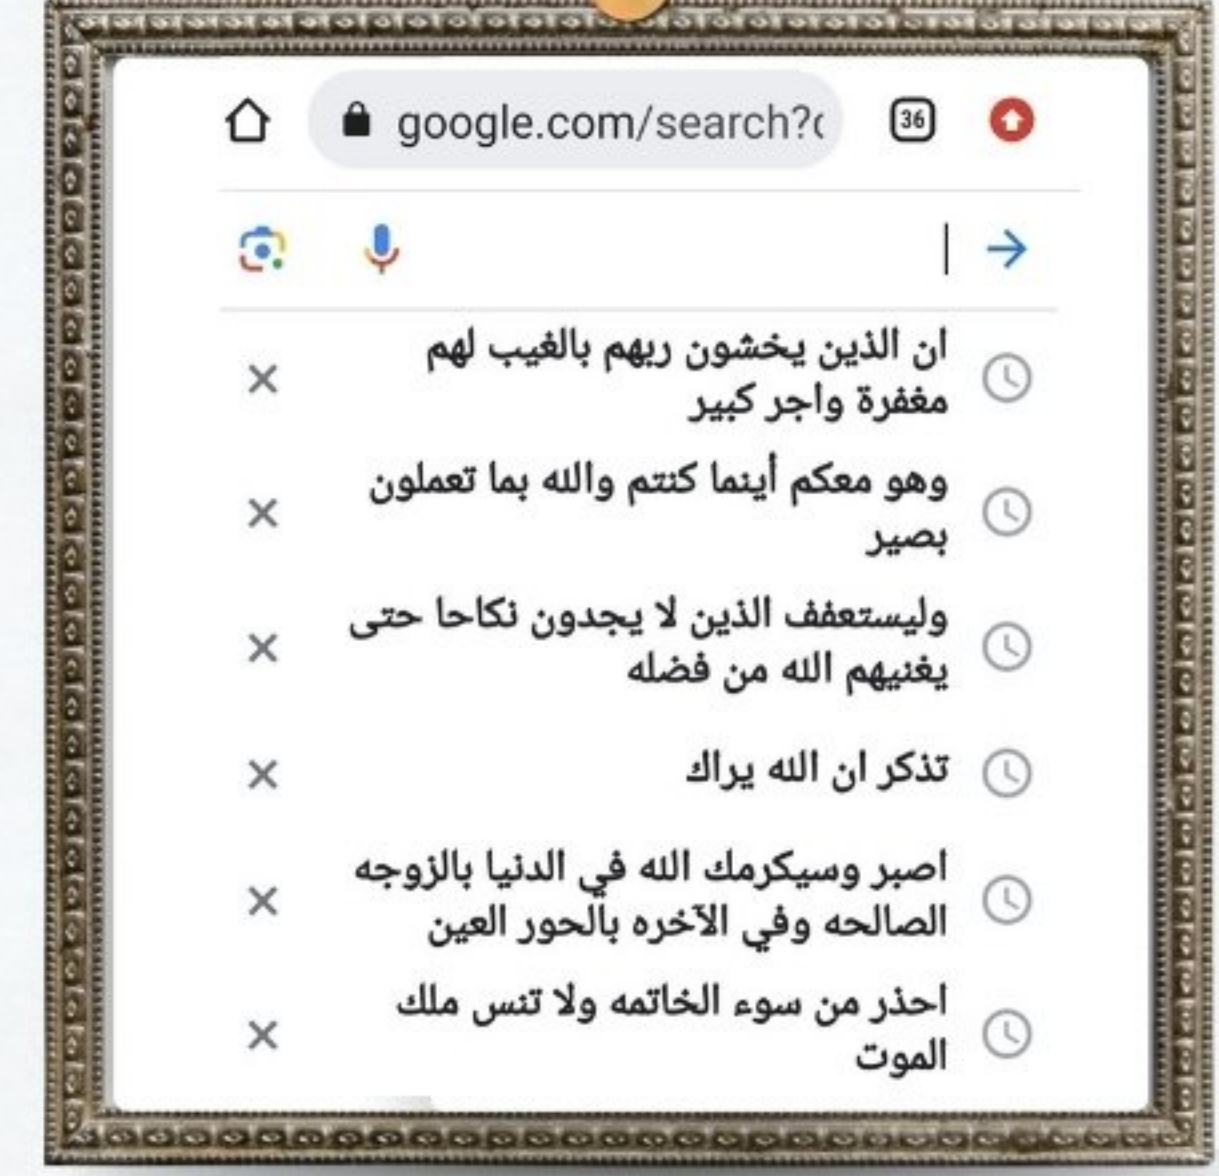 google.com/search?q
36
ان الذين يخشون ربهم بالغيب لهم
مغفرة واجر كبير
وهو معكم أينما كنتم والله بما تعملون
بصير
وليستعفف الذين لا يجدون نكاحا حتى
يغنيهم الله من فضله
تذكر ان الله يراك
اصبر وسيكرمك الله في الدنيا بالزوجه
الصالحه وفي الآخره بالحور العين
احذر من سوء الخاتمه ولا تنس ملك
الموت